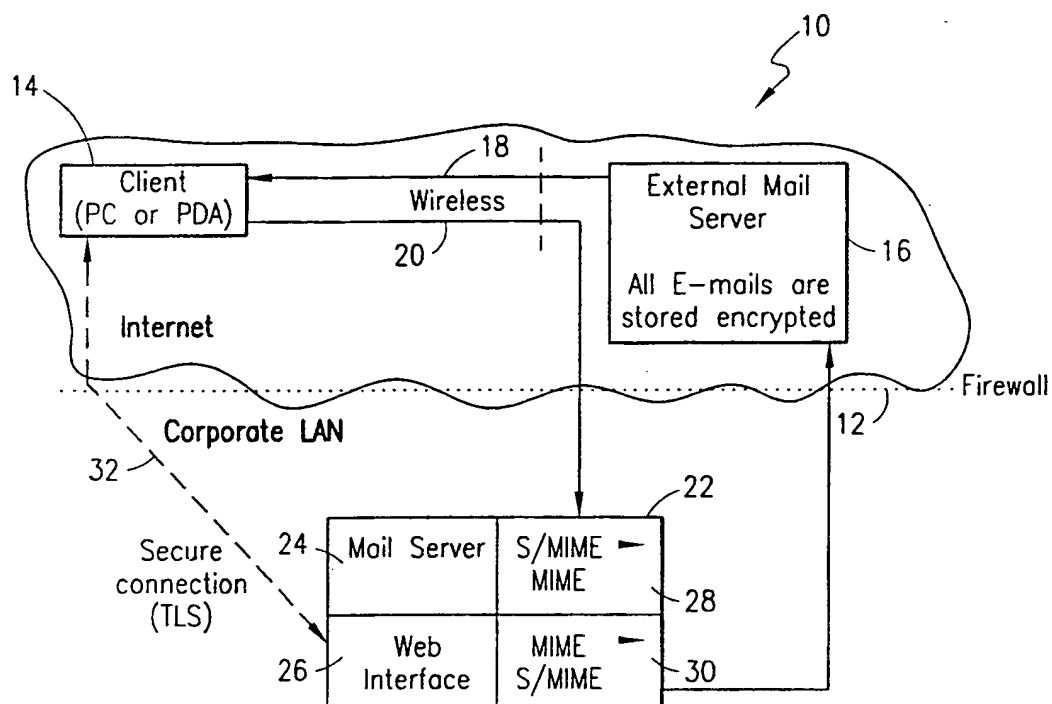 10
14
18
Client
(PC or PDA)
Wireless
20
External Mail
Server
All E-mails are
stored encrypted
16
Internet
Firewall
12
Corporate LAN
32
Secure
connection
(TLS)
22
24
Mail Server
S/MIME ►
MIME
28
26
Web
Interface
MIME ►
S/MIME
30